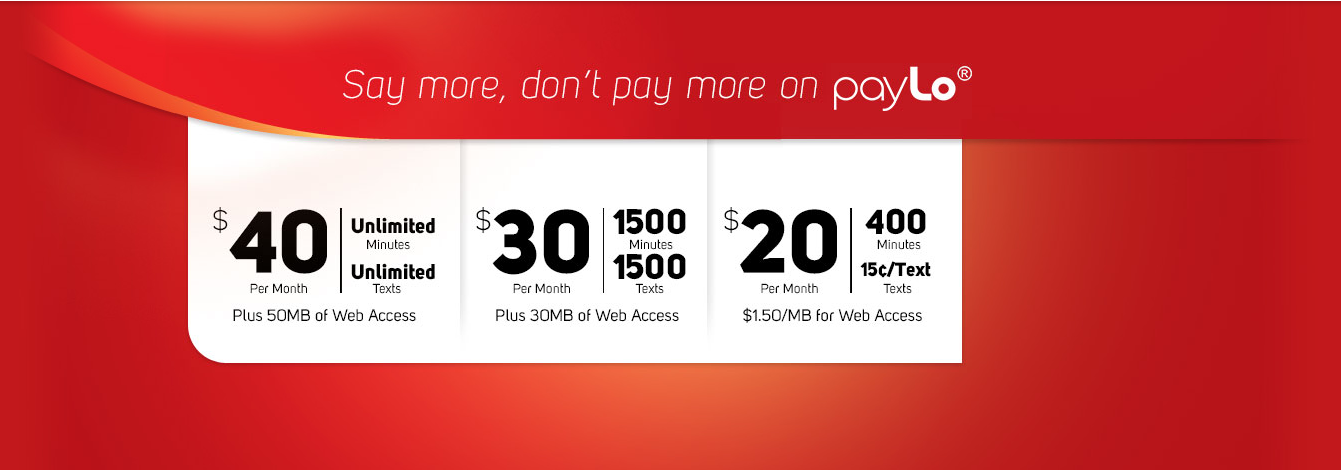 Say more, don't pay more on payLo®
$40
Per Month
Unlimited
Minutes
Unlimited
Texts
Plus 50MB of Web Access
$30
Per Month
1500
Minutes
1500
Texts
Plus 30MB of Web Access
$20
Per Month
400
Minutes
15¢/Text
Texts
$1.50/MB for Web Access